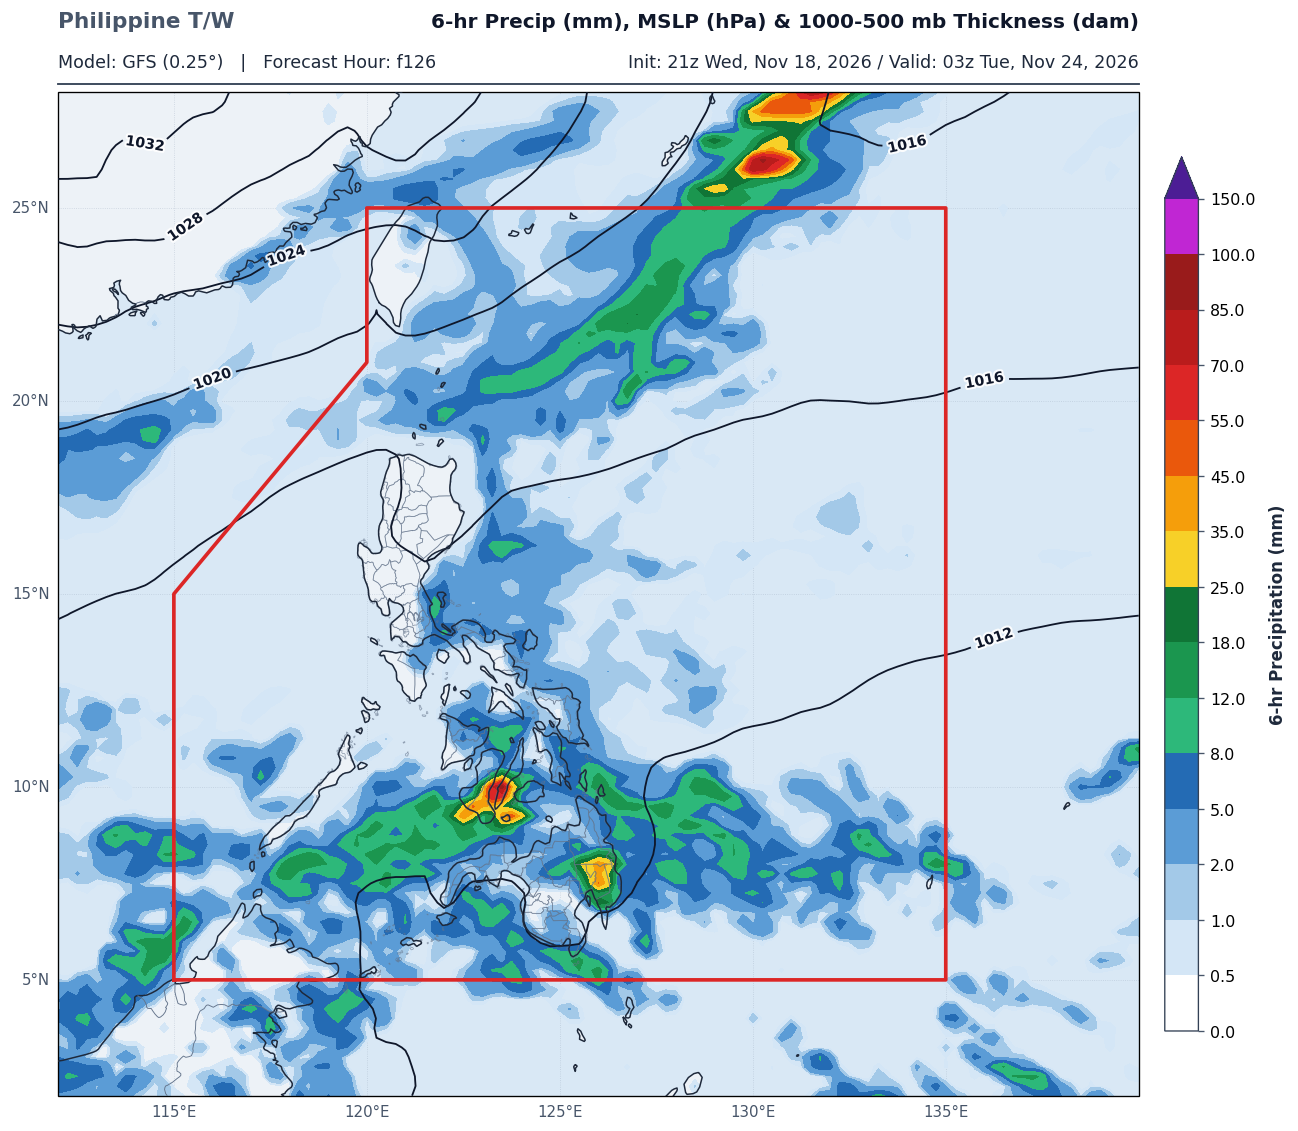 Philippine T/W
6-hr Precip (mm), MSLP (hPa) & 1000-500 mb Thickness (dam)
Model: GFS (0.25°)   |   Forecast Hour: f126
Init: 21z Wed, Nov 18, 2026 / Valid: 03z Tue, Nov 24, 2026
1032
1016
1028
1024
1020
1016
1012
25°N
20°N
15°N
10°N
5°N
115°E
120°E
125°E
130°E
135°E
150.0
100.0
85.0
70.0
55.0
45.0
35.0
25.0
18.0
12.0
8.0
5.0
2.0
1.0
0.5
0.0
6-hr Precipitation (mm)